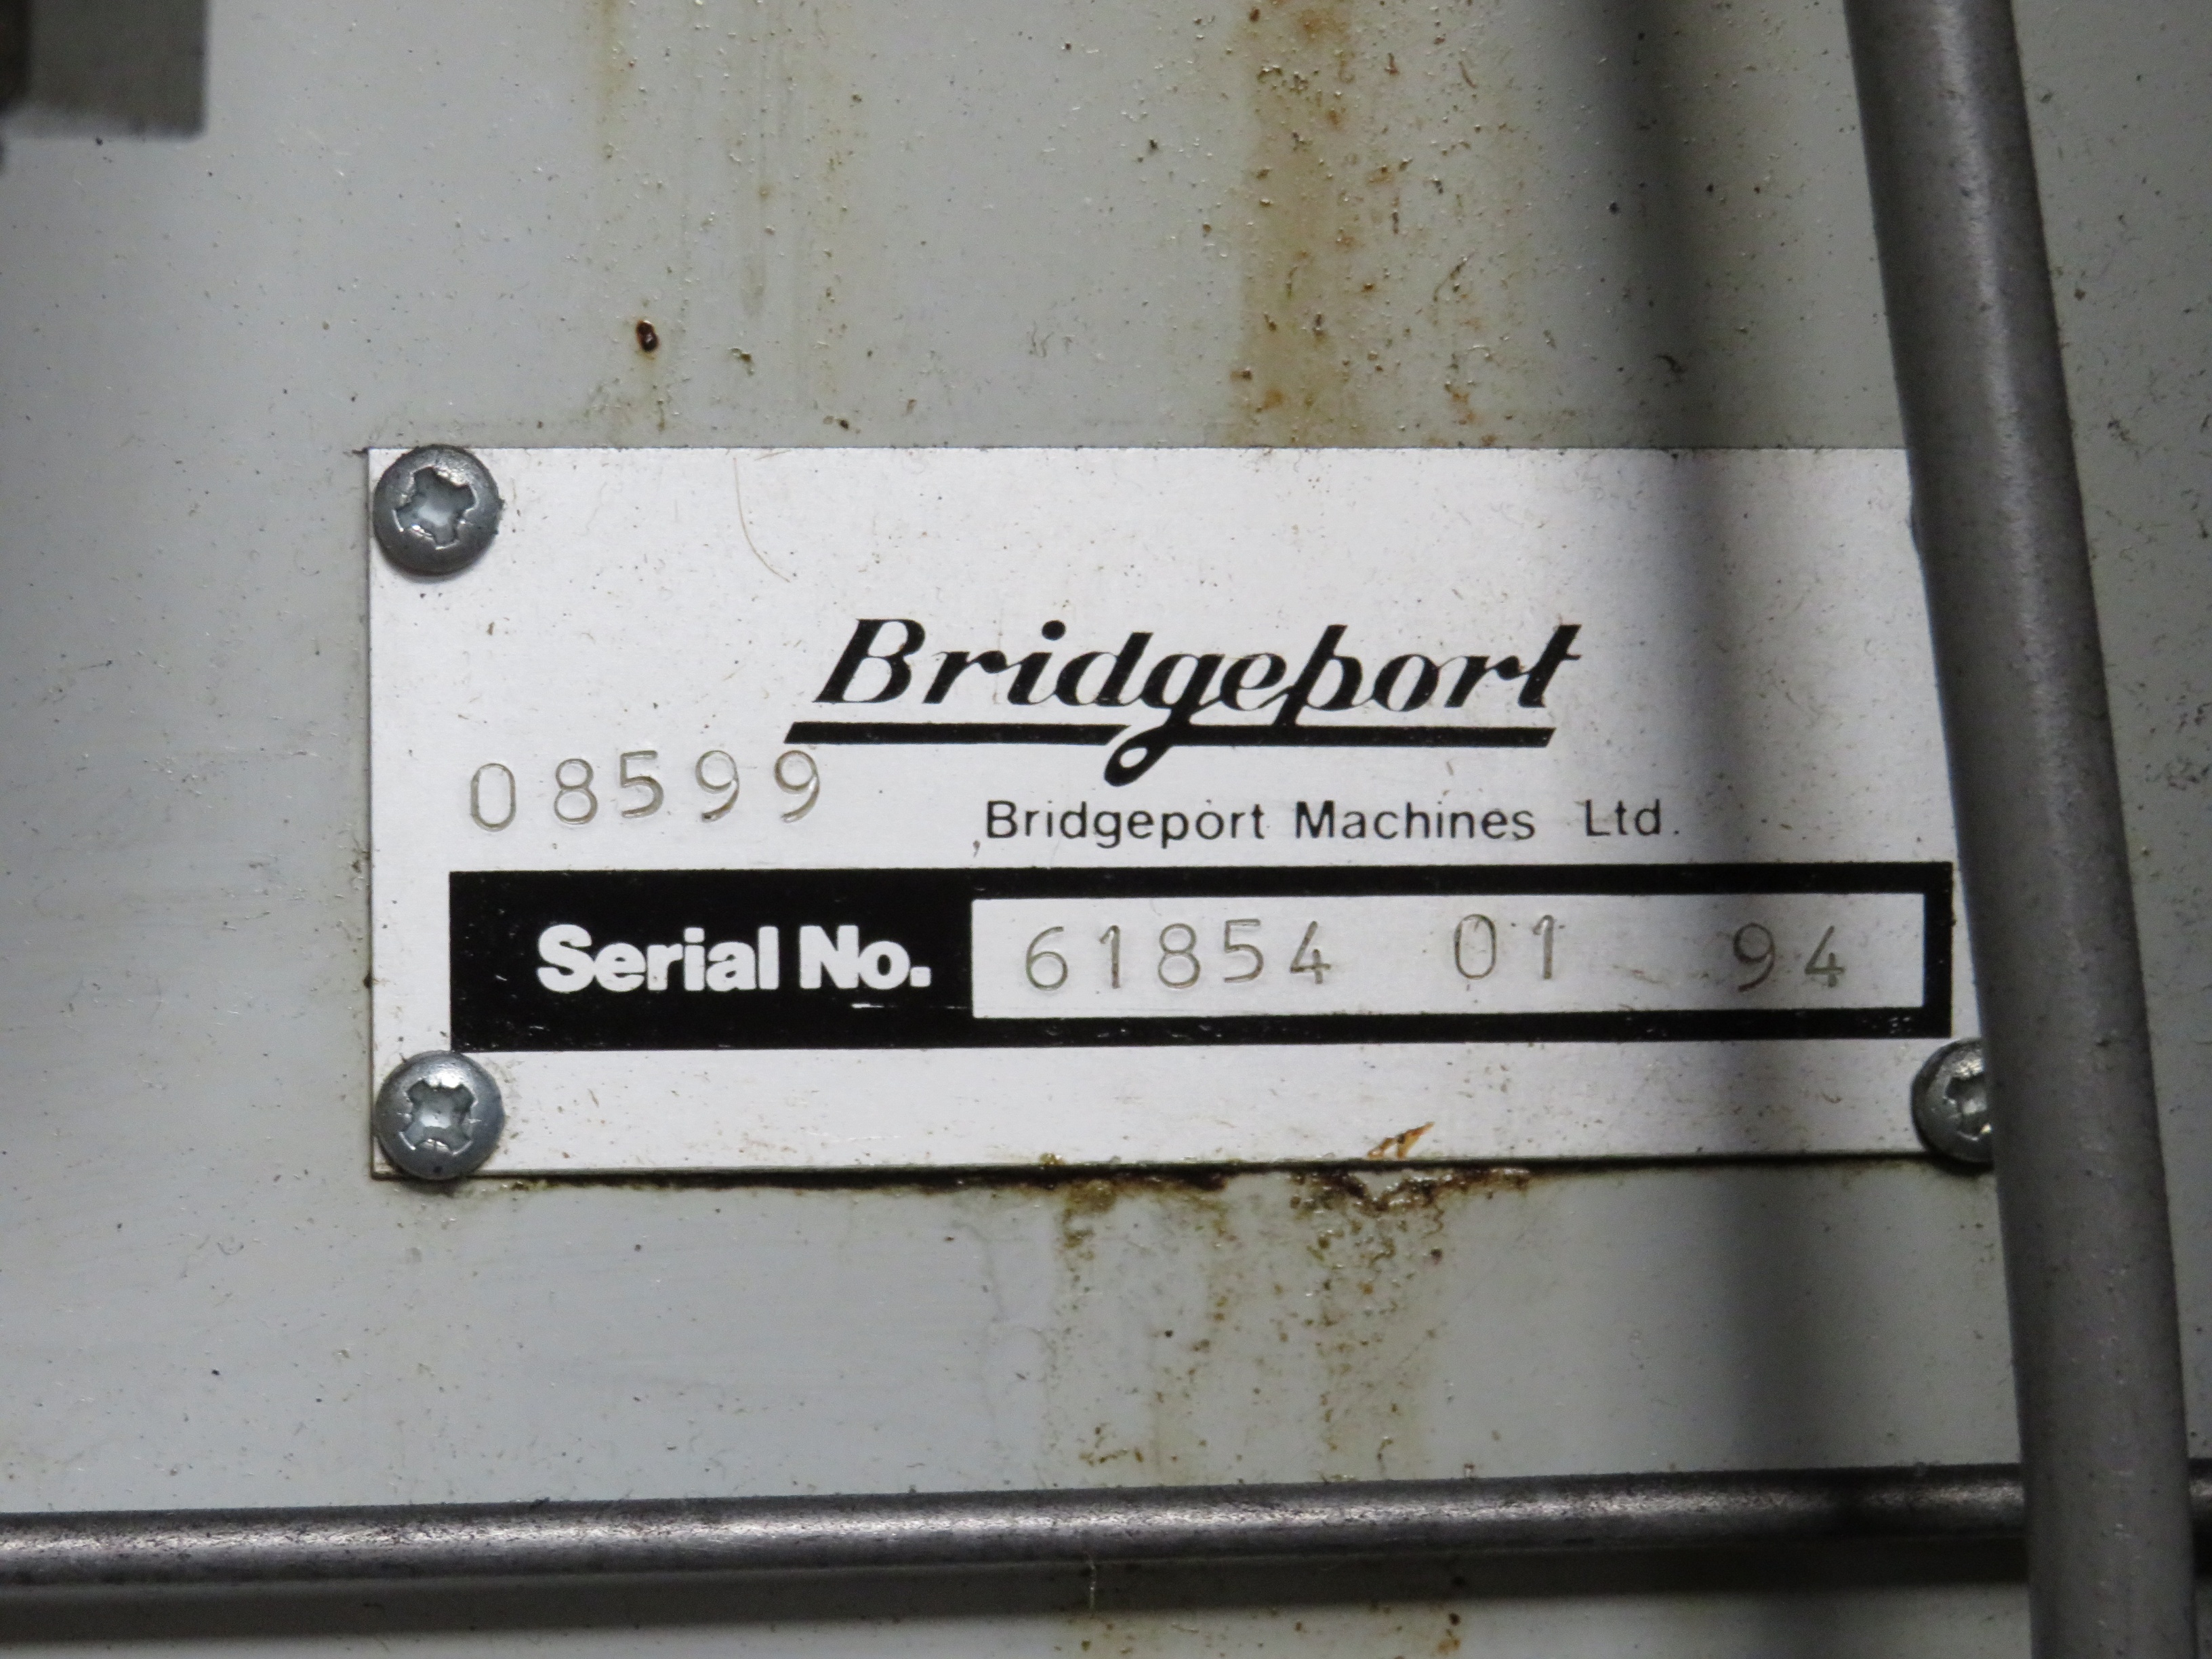 Bridgeport
08599
Bridgeport Machines Ltd.
Serial No. 61854 01 94